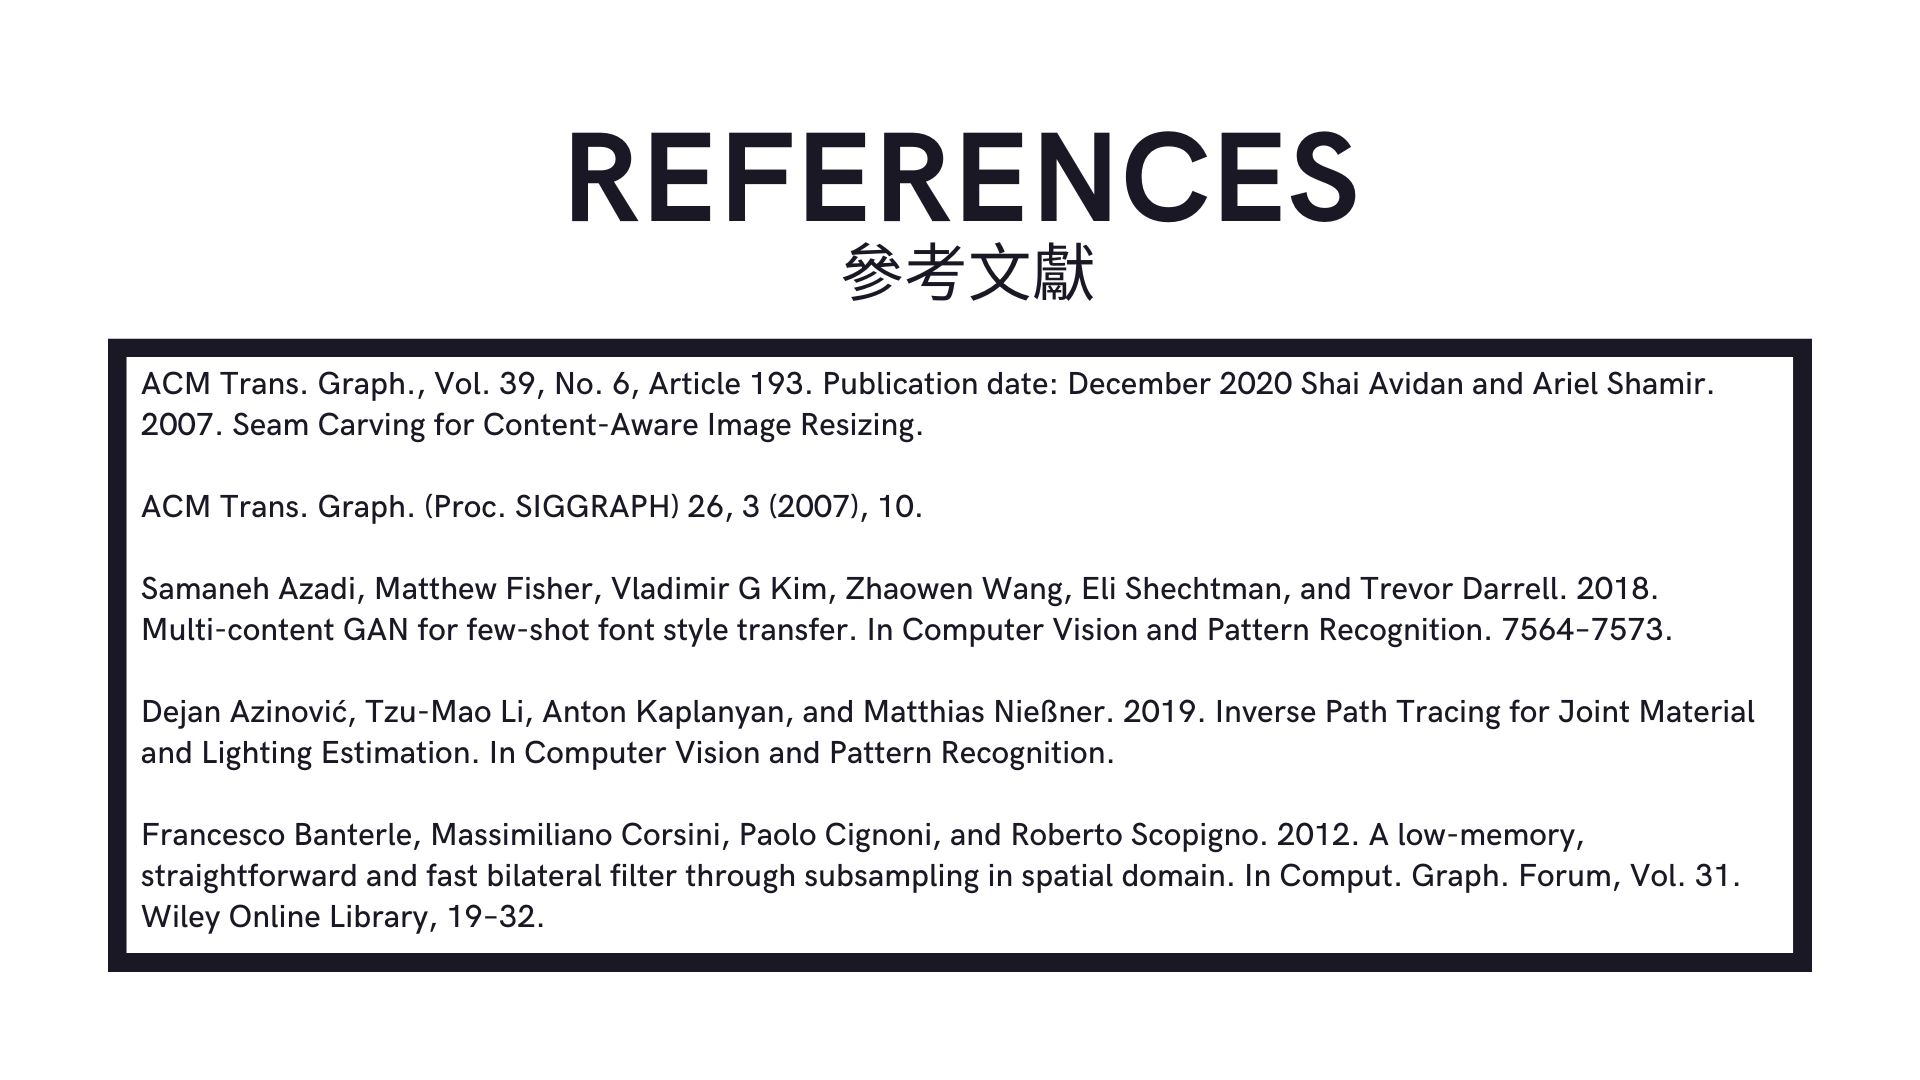 REFERENCES
參考文獻
ACM Trans. Graph., Vol. 39, No. 6, Article 193. Publication date: December 2020 Shai Avidan and Ariel Shamir.
2007. Seam Carving for Content-Aware Image Resizing.
ACM Trans. Graph. (Proc. SIGGRAPH) 26, 3 (2007), 10.
Samaneh Azadi, Matthew Fisher, Vladimir G Kim, Zhaowen Wang, Eli Shechtman, and Trevor Darrell. 2018.
Multi-content GAN for few-shot font style transfer. In Computer Vision and Pattern Recognition. 7564–7573.
Dejan Azinović, Tzu-Mao Li, Anton Kaplanyan, and Matthias Nießner. 2019. Inverse Path Tracing for Joint Material
and Lighting Estimation. In Computer Vision and Pattern Recognition.
Francesco Banterle, Massimiliano Corsini, Paolo Cignoni, and Roberto Scopigno. 2012. A low-memory,
straightforward and fast bilateral filter through subsampling in spatial domain. In Comput. Graph. Forum, Vol. 31.
Wiley Online Library, 19–32.